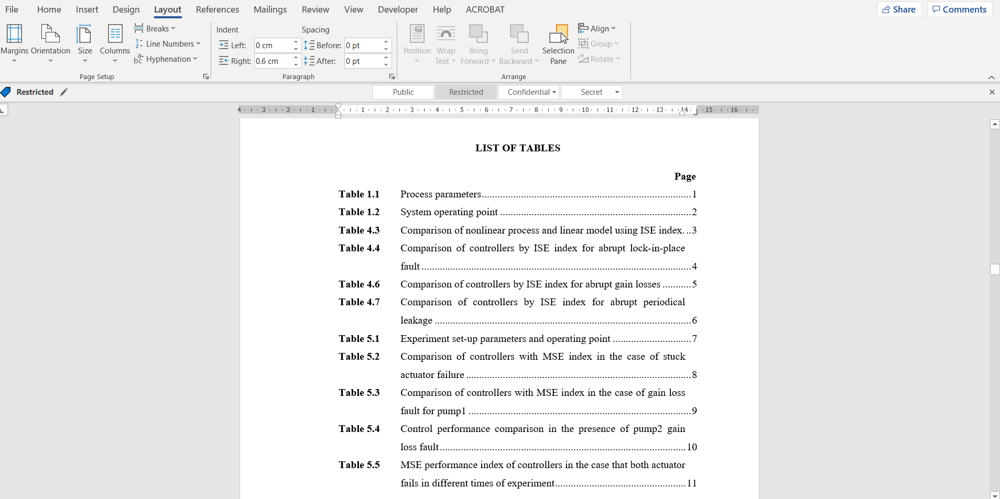 File Home Insert Design Layout References Mailings Review View Developer Help ACROBAT Share Comments
Margins Orientation Size Columns
Breaks
Line Numbers
Hyphenation
Page Setup
Indent Spacing
Left: 0 cm Before: 0 pt
Right: 0.6 cm After: 0 pt
Paragraph
Position Wrap Text Bring Forward Send Backward Selection Pane
Align
Group
Rotate
Arrange
Restricted Public Restricted Confidential Secret
4 3 2 1 1 2 3 4 5 6 7 8 9 10 11 12 13 14 15 16
LIST OF TABLES
Page
Table 1.1 Process parameters................................................................................1
Table 1.2 System operating point .........................................................................2
Table 4.3 Comparison of nonlinear process and linear model using ISE index. ..3
Table 4.4 Comparison of controllers by ISE index for abrupt lock-in-place
fault .......................................................................................................4
Table 4.6 Comparison of controllers by ISE index for abrupt gain losses ...........5
Table 4.7 Comparison of controllers by ISE index for abrupt periodical
leakage ..................................................................................................6
Table 5.1 Experiment set-up parameters and operating point ..............................7
Table 5.2 Comparison of controllers with MSE index in the case of stuck
actuator failure ......................................................................................8
Table 5.3 Comparison of controllers with MSE index in the case of gain loss
fault for pump1 .....................................................................................9
Table 5.4 Control performance comparison in the presence of pump2 gain
loss fault..............................................................................................10
Table 5.5 MSE performance index of controllers in the case that both actuator
fails in different times of experiment..................................................11